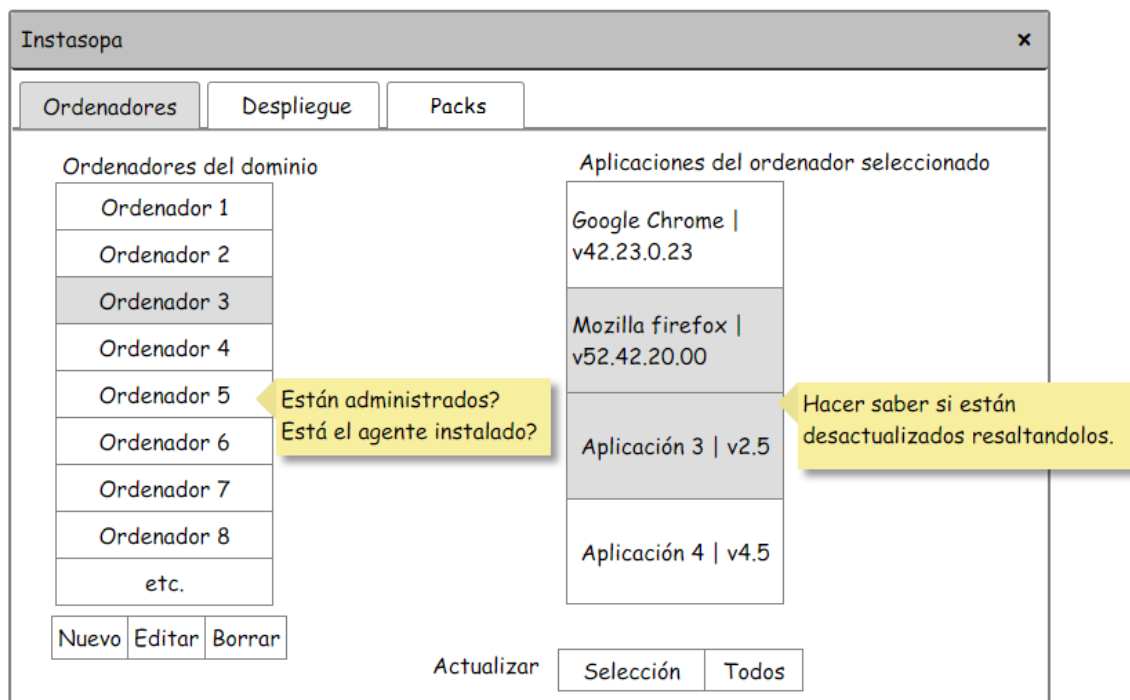 Instasopa ×
Ordenadores Despliegue Packs
Ordenadores del dominio
Ordenador 1
Ordenador 2
Ordenador 3
Ordenador 4
Ordenador 5
Ordenador 6
Ordenador 7
Ordenador 8
etc.
Nuevo Editar Borrar
Están administrados?
Está el agente instalado?
Aplicaciones del ordenador seleccionado
Google Chrome |
v42.23.0.23
Mozilla firefox |
v52.42.20.00
Aplicación 3 | v2.5
Aplicación 4 | v4.5
Hacer saber si están
desactualizados resaltandolos.
Actualizar Selección Todos